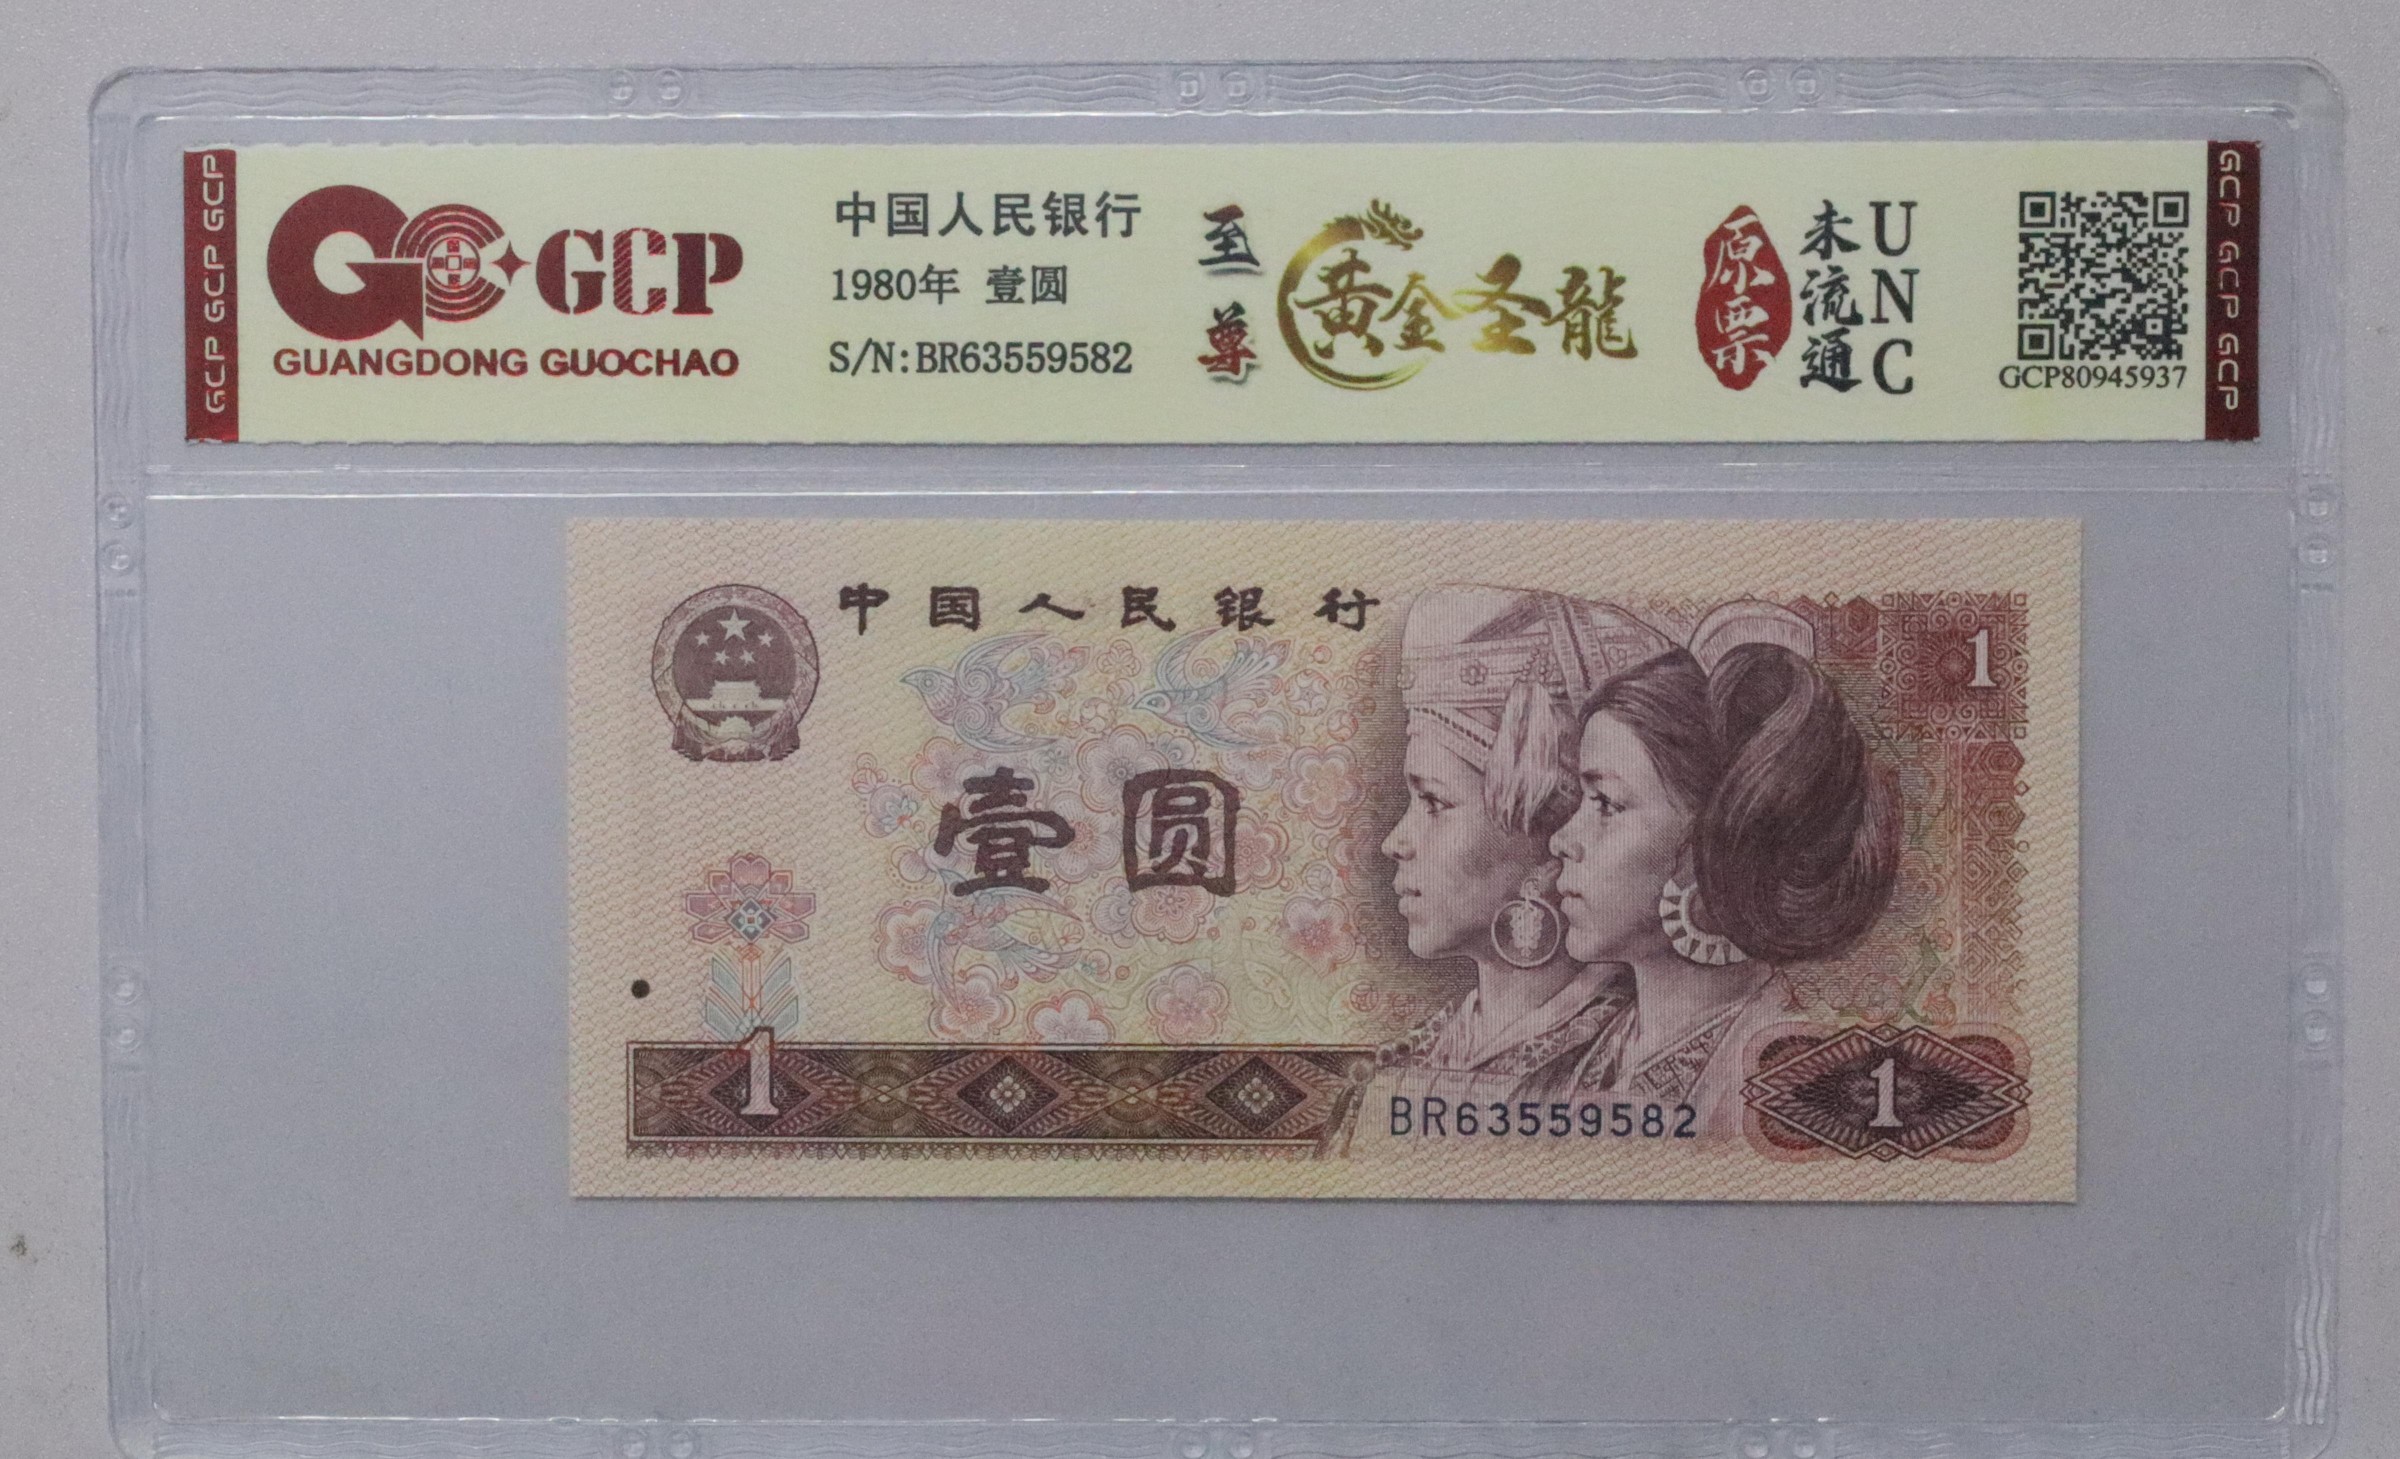 GCP GCP GCP
GCP
GUANGDONG GUOCHAO
中国人民银行
1980年 壹圆
S/N:BR63559582
至尊
黄金圣龍
原票
未流通
UNC
GCP80945937
GCP GCP GCP
中国人民银行
1
壹圆
1
BR63559582
1